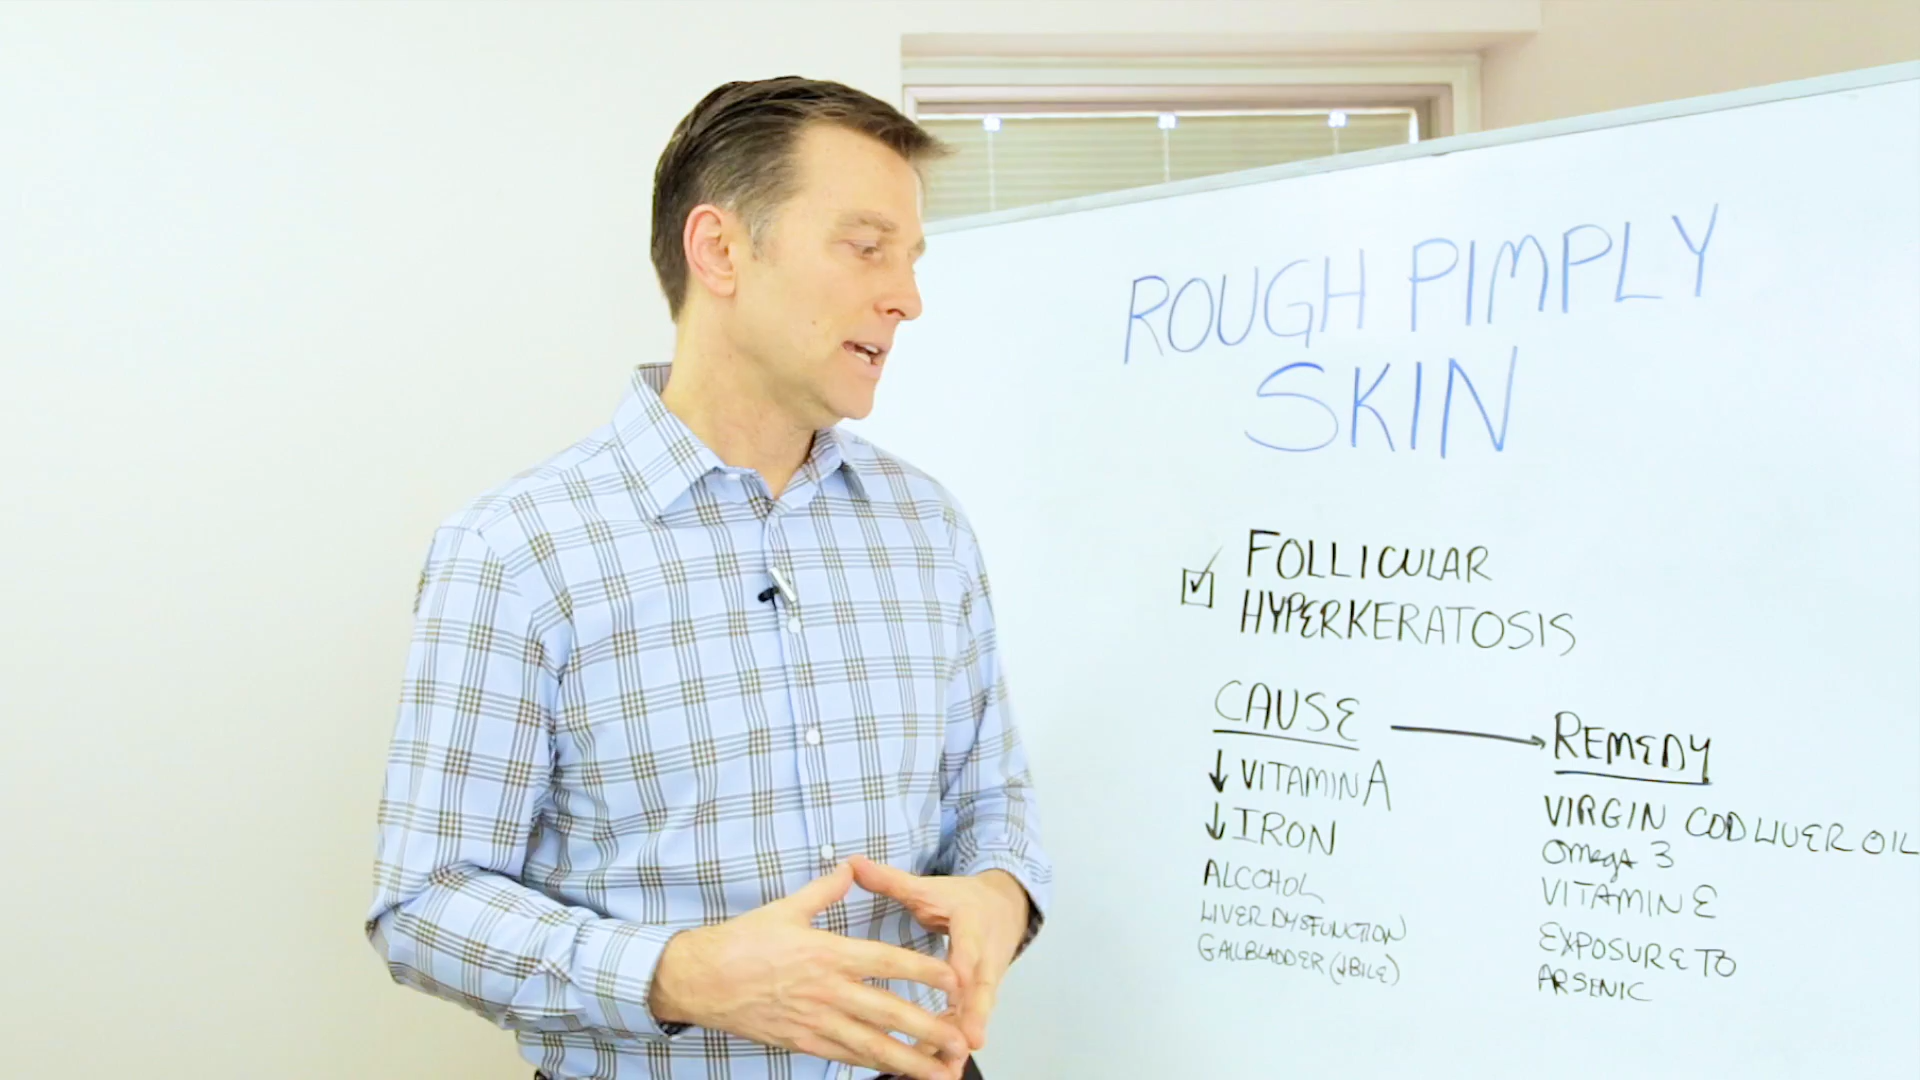 ROUGH PIMPLY
SKIN
FOLLICULAR
HYPERKERATOSIS
CAUSE → REMEDY
↓ VITAMIN A
↓ IRON
ALCOHOL
LIVER DYSFUNCTION
GALLBLADDER (↓BILE)
VIRGIN COD LIVER OIL
OMEGA 3
VITAMIN E
EXPOSURE TO
ARSENIC